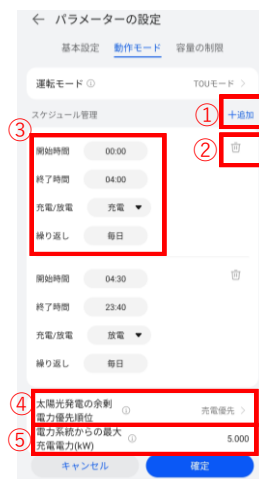 ← パラメーターの設定
基本設定 動作モード 容量の制限
運転モード ⓘ TOUモード >
スケジュール管理 ① +追加
③ ②
開始時間 00:00
終了時間 04:00
充電/放電 充電 ▼
繰り返し 毎日
開始時間 04:30
終了時間 23:40
充電/放電 放電 ▼
繰り返し 毎日
④ 太陽光発電の余剰
電力優先順位 ⓘ 充電優先 >
⑤ 電力系統からの最大
充電電力(kW) ⓘ 5.000
キャンセル 確定